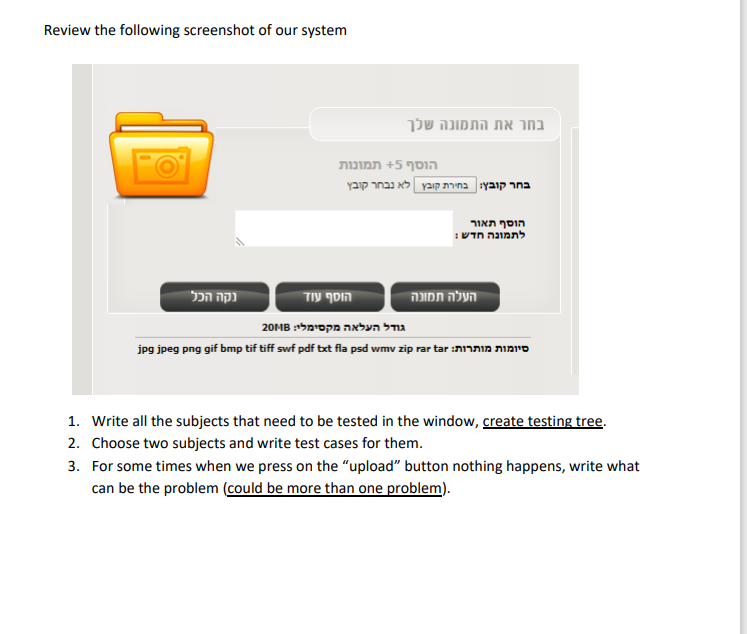 Review the following screenshot of our system
בחר את התמונה שלך
הוסף 5+ תמונות
בחר קובץ: בחירת קובץ לא נבחר קובץ
הוסף תאור
לתמונה חדש :
העלה תמונה הוסף עוד נקה הכל
גודל העלאה מקסימלי: 20MB
סיומות מותרות: jpg jpeg png gif bmp tif tiff swf pdf txt fla psd wmv zip rar tar
1. Write all the subjects that need to be tested in the window, create testing tree.
2. Choose two subjects and write test cases for them.
3. For some times when we press on the “upload” button nothing happens, write what
can be the problem (could be more than one problem).